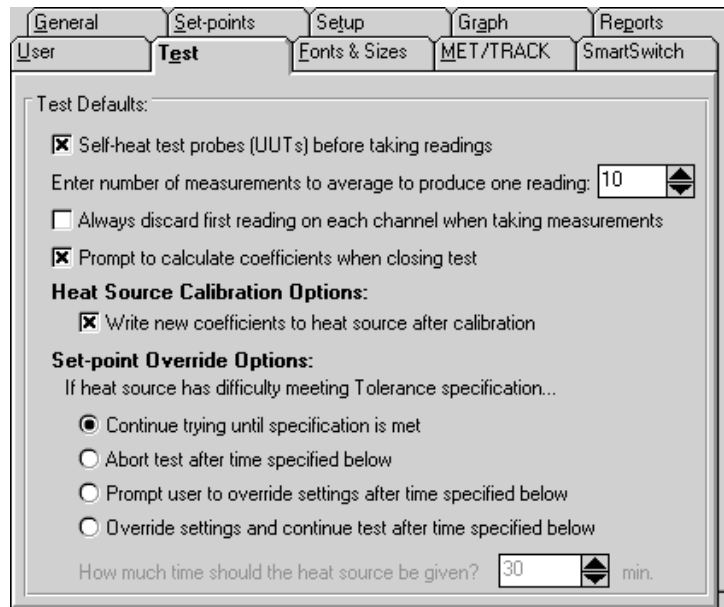 General Set-points Setup Graph Reports
User Test Fonts & Sizes MET/TRACK SmartSwitch
Test Defaults:
Self-heat test probes (UUTs) before taking readings
Enter number of measurements to average to produce one reading: 10
Always discard first reading on each channel when taking measurements
Prompt to calculate coefficients when closing test
Heat Source Calibration Options:
Write new coefficients to heat source after calibration
Set-point Override Options:
If heat source has difficulty meeting Tolerance specification...
Continue trying until specification is met
Abort test after time specified below
Prompt user to override settings after time specified below
Override settings and continue test after time specified below
How much time should the heat source be given? 30 min.